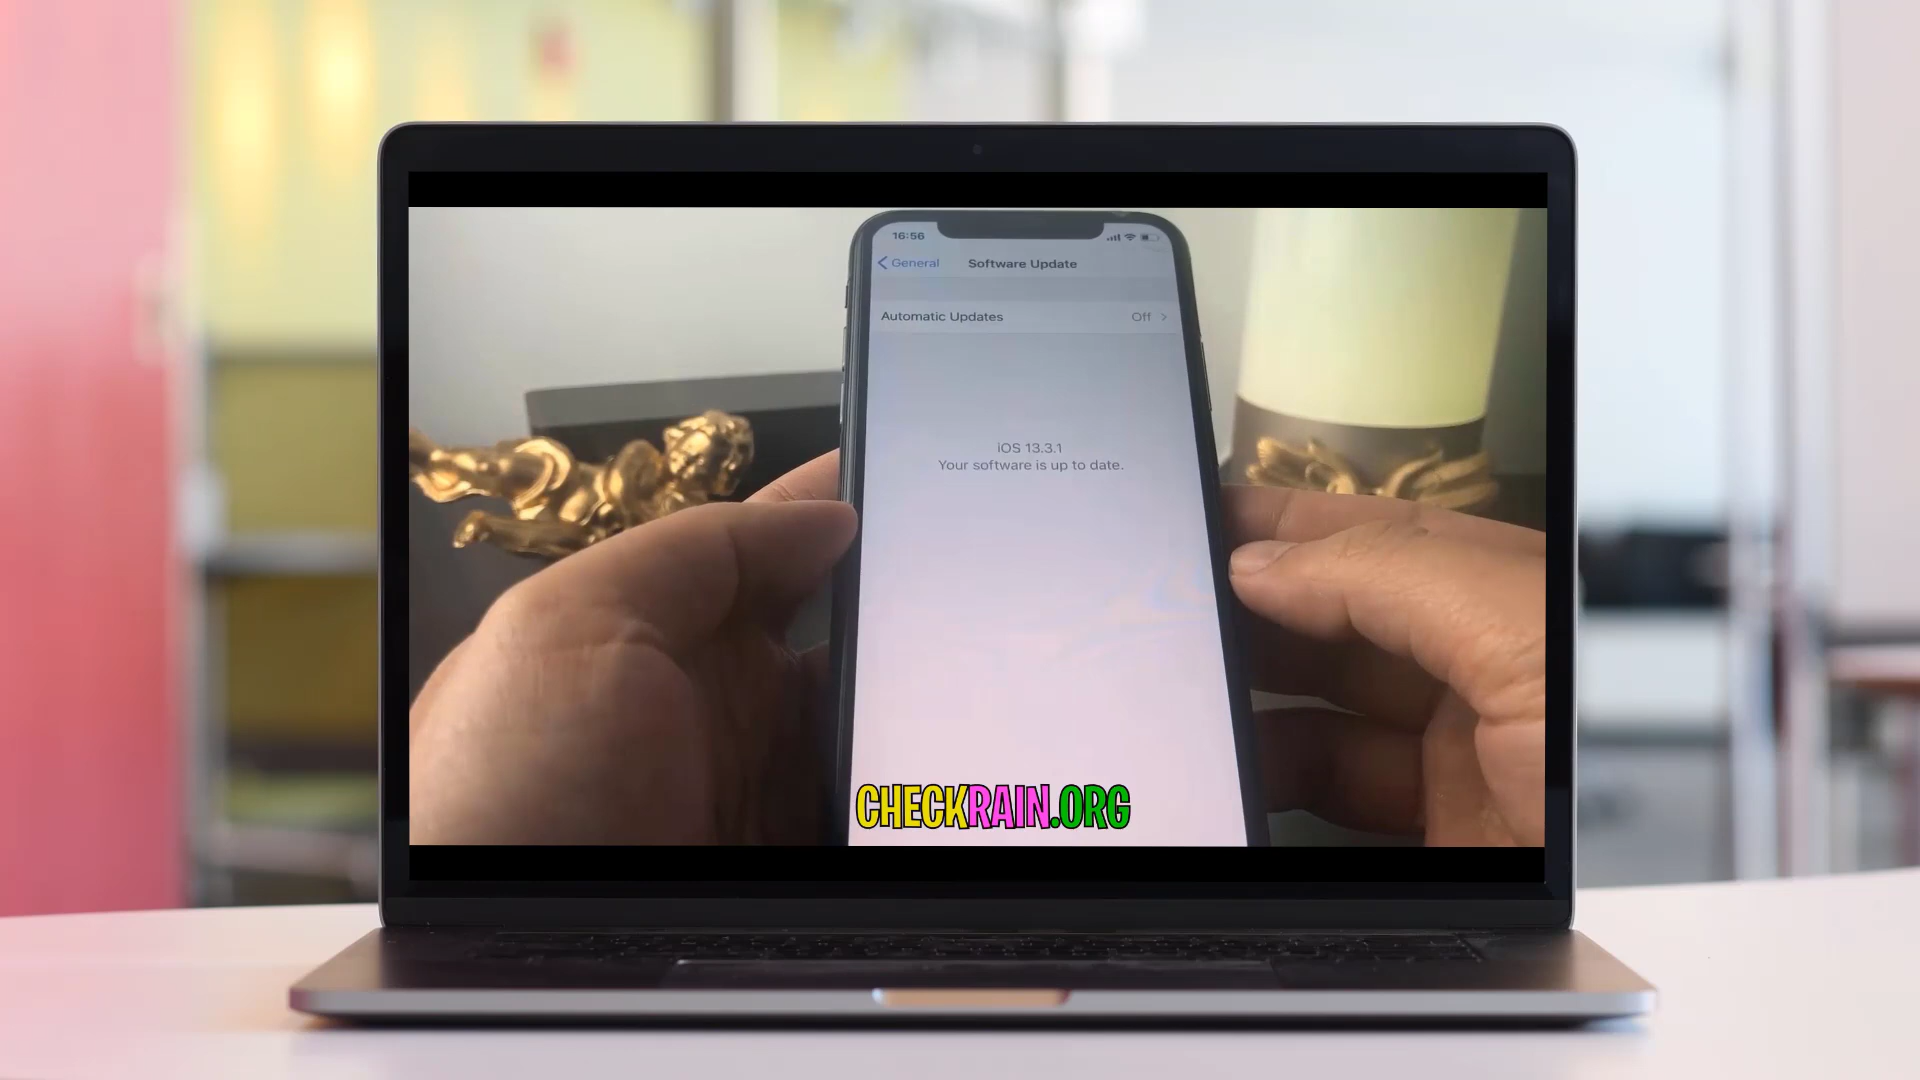 16:56
General
Software Update
Automatic Updates
Off
iOS 13.3.1
Your software is up to date.
CHECKRAIN.ORG